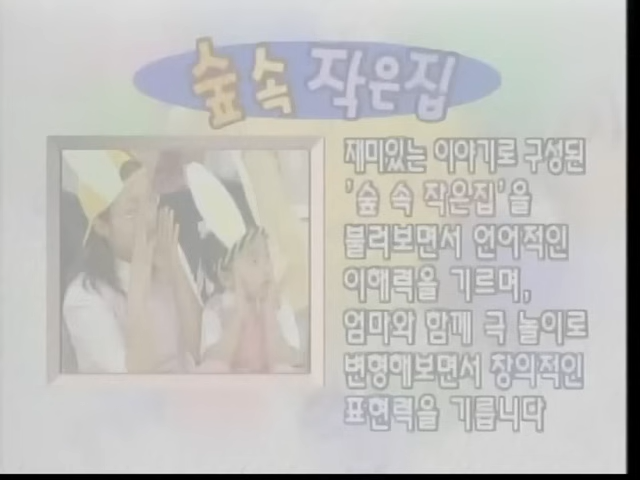 숲 속 작은집
재미있는 이야기로 구성된
'숲 속 작은집'을
불러보면서 언어적인
이해력을 기르며,
엄마와 함께 극 놀이로
변형해보면서 창의적인
표현력을 기릅니다